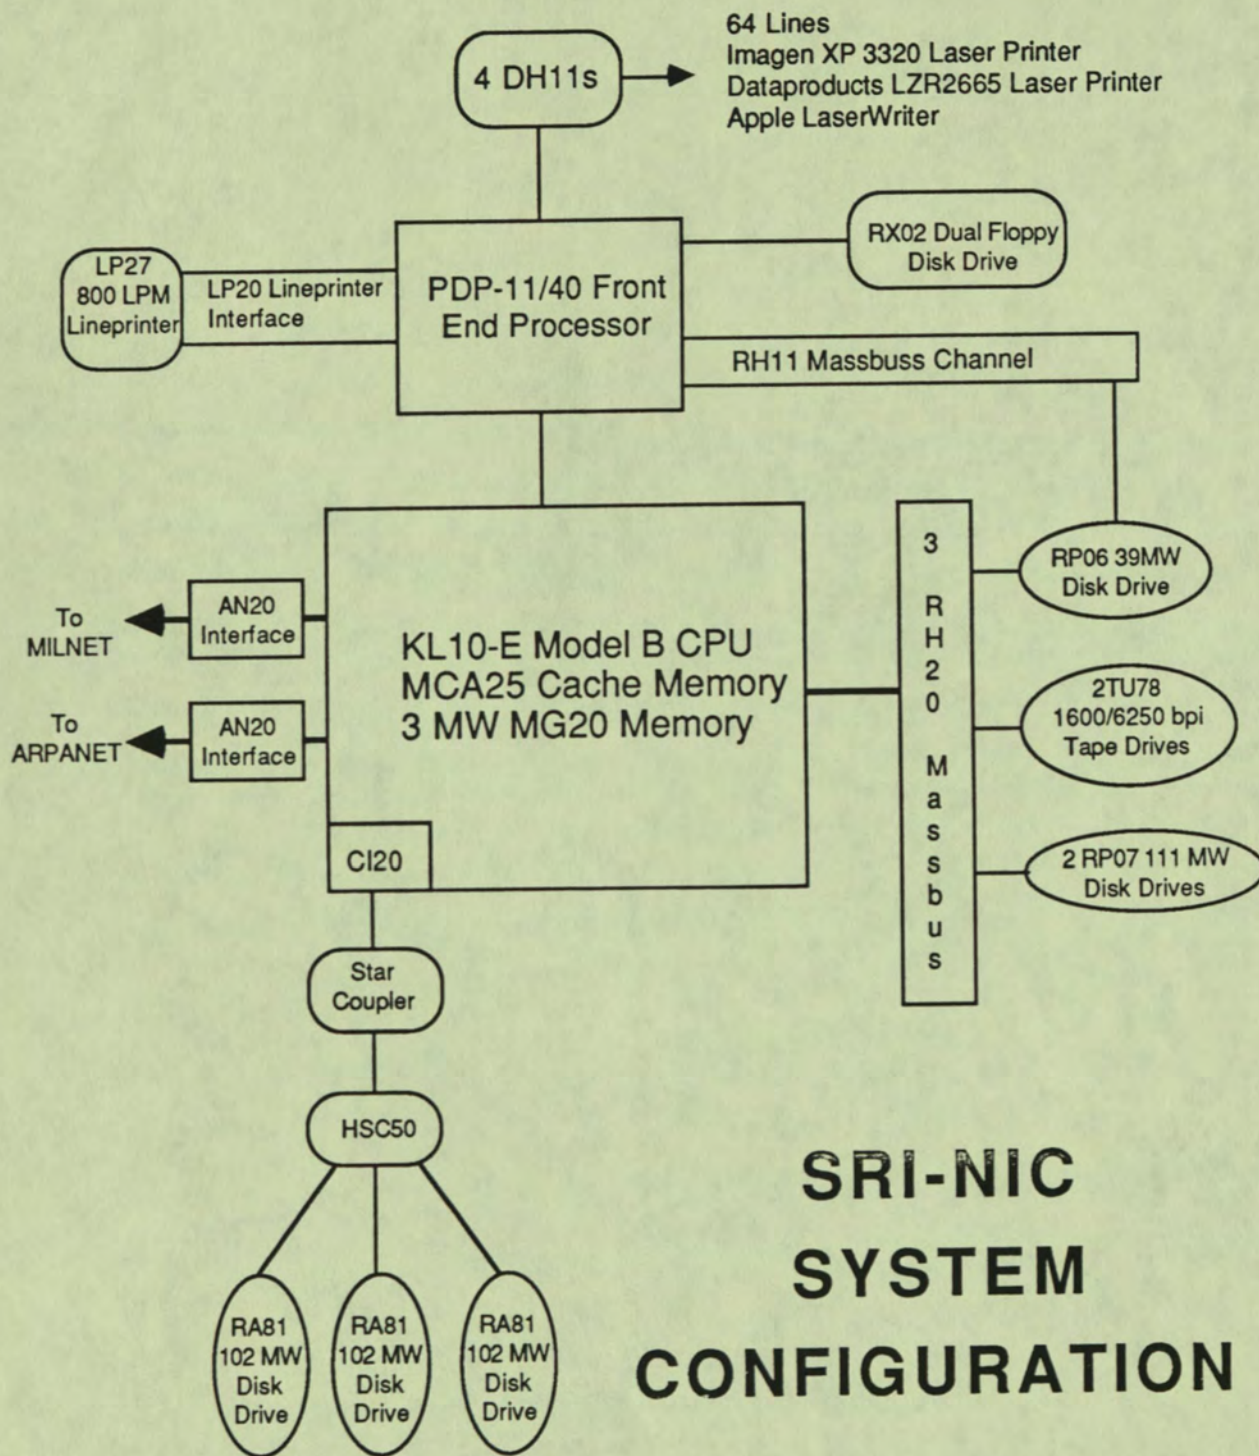 64 Lines
Imagen XP 3320 Laser Printer
Dataproducts LZR2665 Laser Printer
Apple LaserWriter
4 DH11s
RX02 Dual Floppy
Disk Drive
LP27
800 LPM
Lineprinter
LP20 Lineprinter
Interface
PDP-11/40 Front
End Processor
RH11 Massbuss Channel
3 RH20 Massbus
RP06 39MW
Disk Drive
To
MILNET
AN20
Interface
KL10-E Model B CPU
MCA25 Cache Memory
3 MW MG20 Memory
2TU78
1600/6250 bpi
Tape Drives
To
ARPANET
AN20
Interface
CI20
2 RP07 111 MW
Disk Drives
Star
Coupler
HSC50
RA81
102 MW
Disk
Drive
RA81
102 MW
Disk
Drive
RA81
102 MW
Disk
Drive
SRI-NIC
SYSTEM
CONFIGURATION